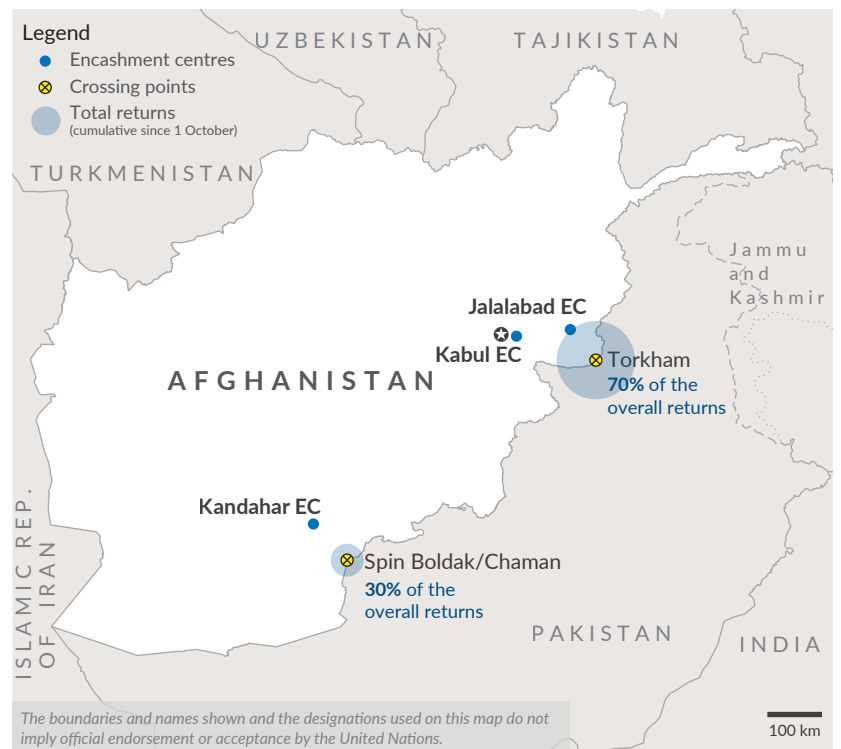 Legend
Encashment centres
Crossing points
Total returns
(cumulative since 1 October)
UZBEKISTAN
TAJIKISTAN
TURKMENISTAN
Jammu
and
Kashmir
Jalalabad EC
Kabul EC
Torkham
70% of the
overall returns
AFGHANISTAN
Kandahar EC
Spin Boldak/Chaman
30% of the
overall returns
ISLAMIC REP.
OF IRAN
PAKISTAN
INDIA
The boundaries and names shown and the designations used on this map do not
imply official endorsement or acceptance by the United Nations.
100 km